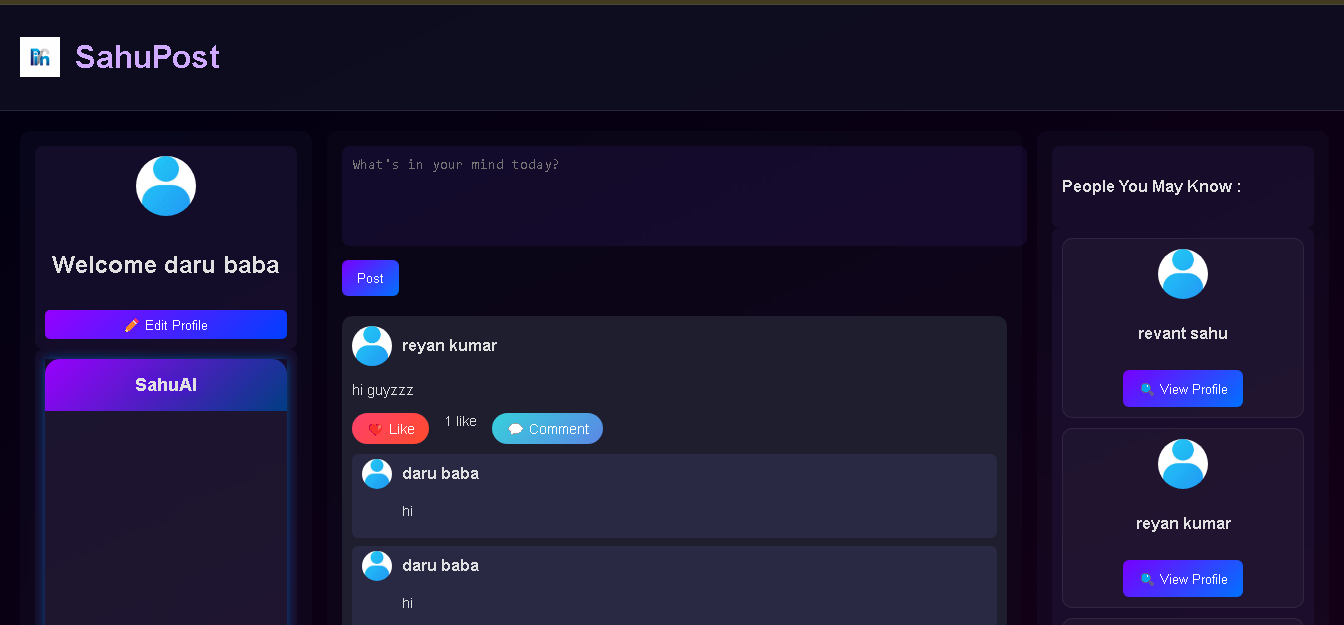 SahuPost
Welcome daru baba
✏️ Edit Profile
SahuAI
What's in your mind today?
Post
reyan kumar
hi guyzzz
❤️ Like
1 like
💬 Comment
daru baba
hi
daru baba
hi
People You May Know :
revant sahu
🔍 View Profile
reyan kumar
🔍 View Profile